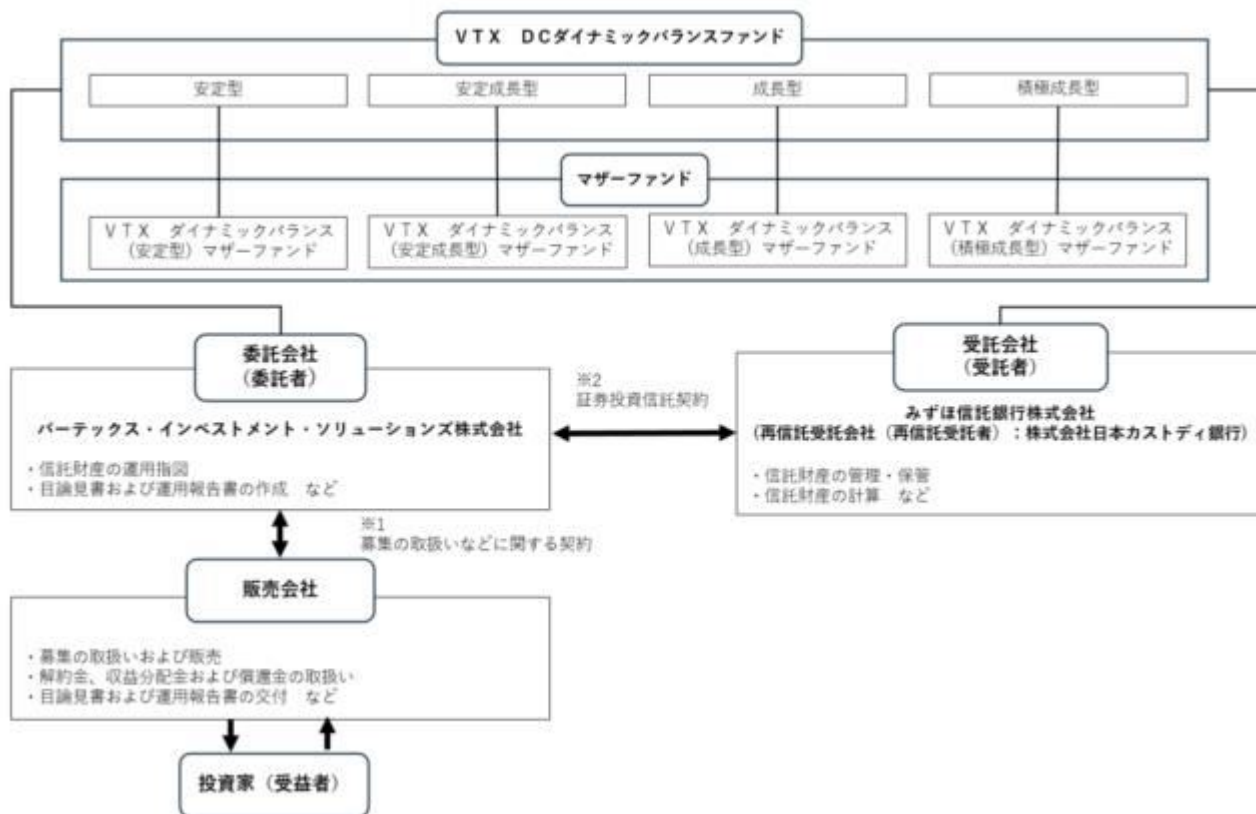 VTX DCダイナミックバランスファンド
安定型
安定成長型
成長型
積極成長型
マザーファンド
VTX ダイナミックバランス
(安定型)マザーファンド
VTX ダイナミックバランス
(安定成長型)マザーファンド
VTX ダイナミックバランス
(成長型)マザーファンド
VTX ダイナミックバランス
(積極成長型)マザーファンド
委託会社
(委託者)
バーテックス・インベストメント・ソリューションズ株式会社
・信託財産の運用指図
・目論見書および運用報告書の作成 など
※2
証券投資信託契約
受託会社
(受託者)
みずほ信託銀行株式会社
(再信託受託会社(再信託受託者):株式会社日本カストディ銀行)
・信託財産の管理・保管
・信託財産の計算 など
※1
募集の取扱いなどに関する契約
販売会社
・募集の取扱いおよび販売
・解約金、収益分配金および償還金の取扱い
・目論見書および運用報告書の交付 など
投資家(受益者)